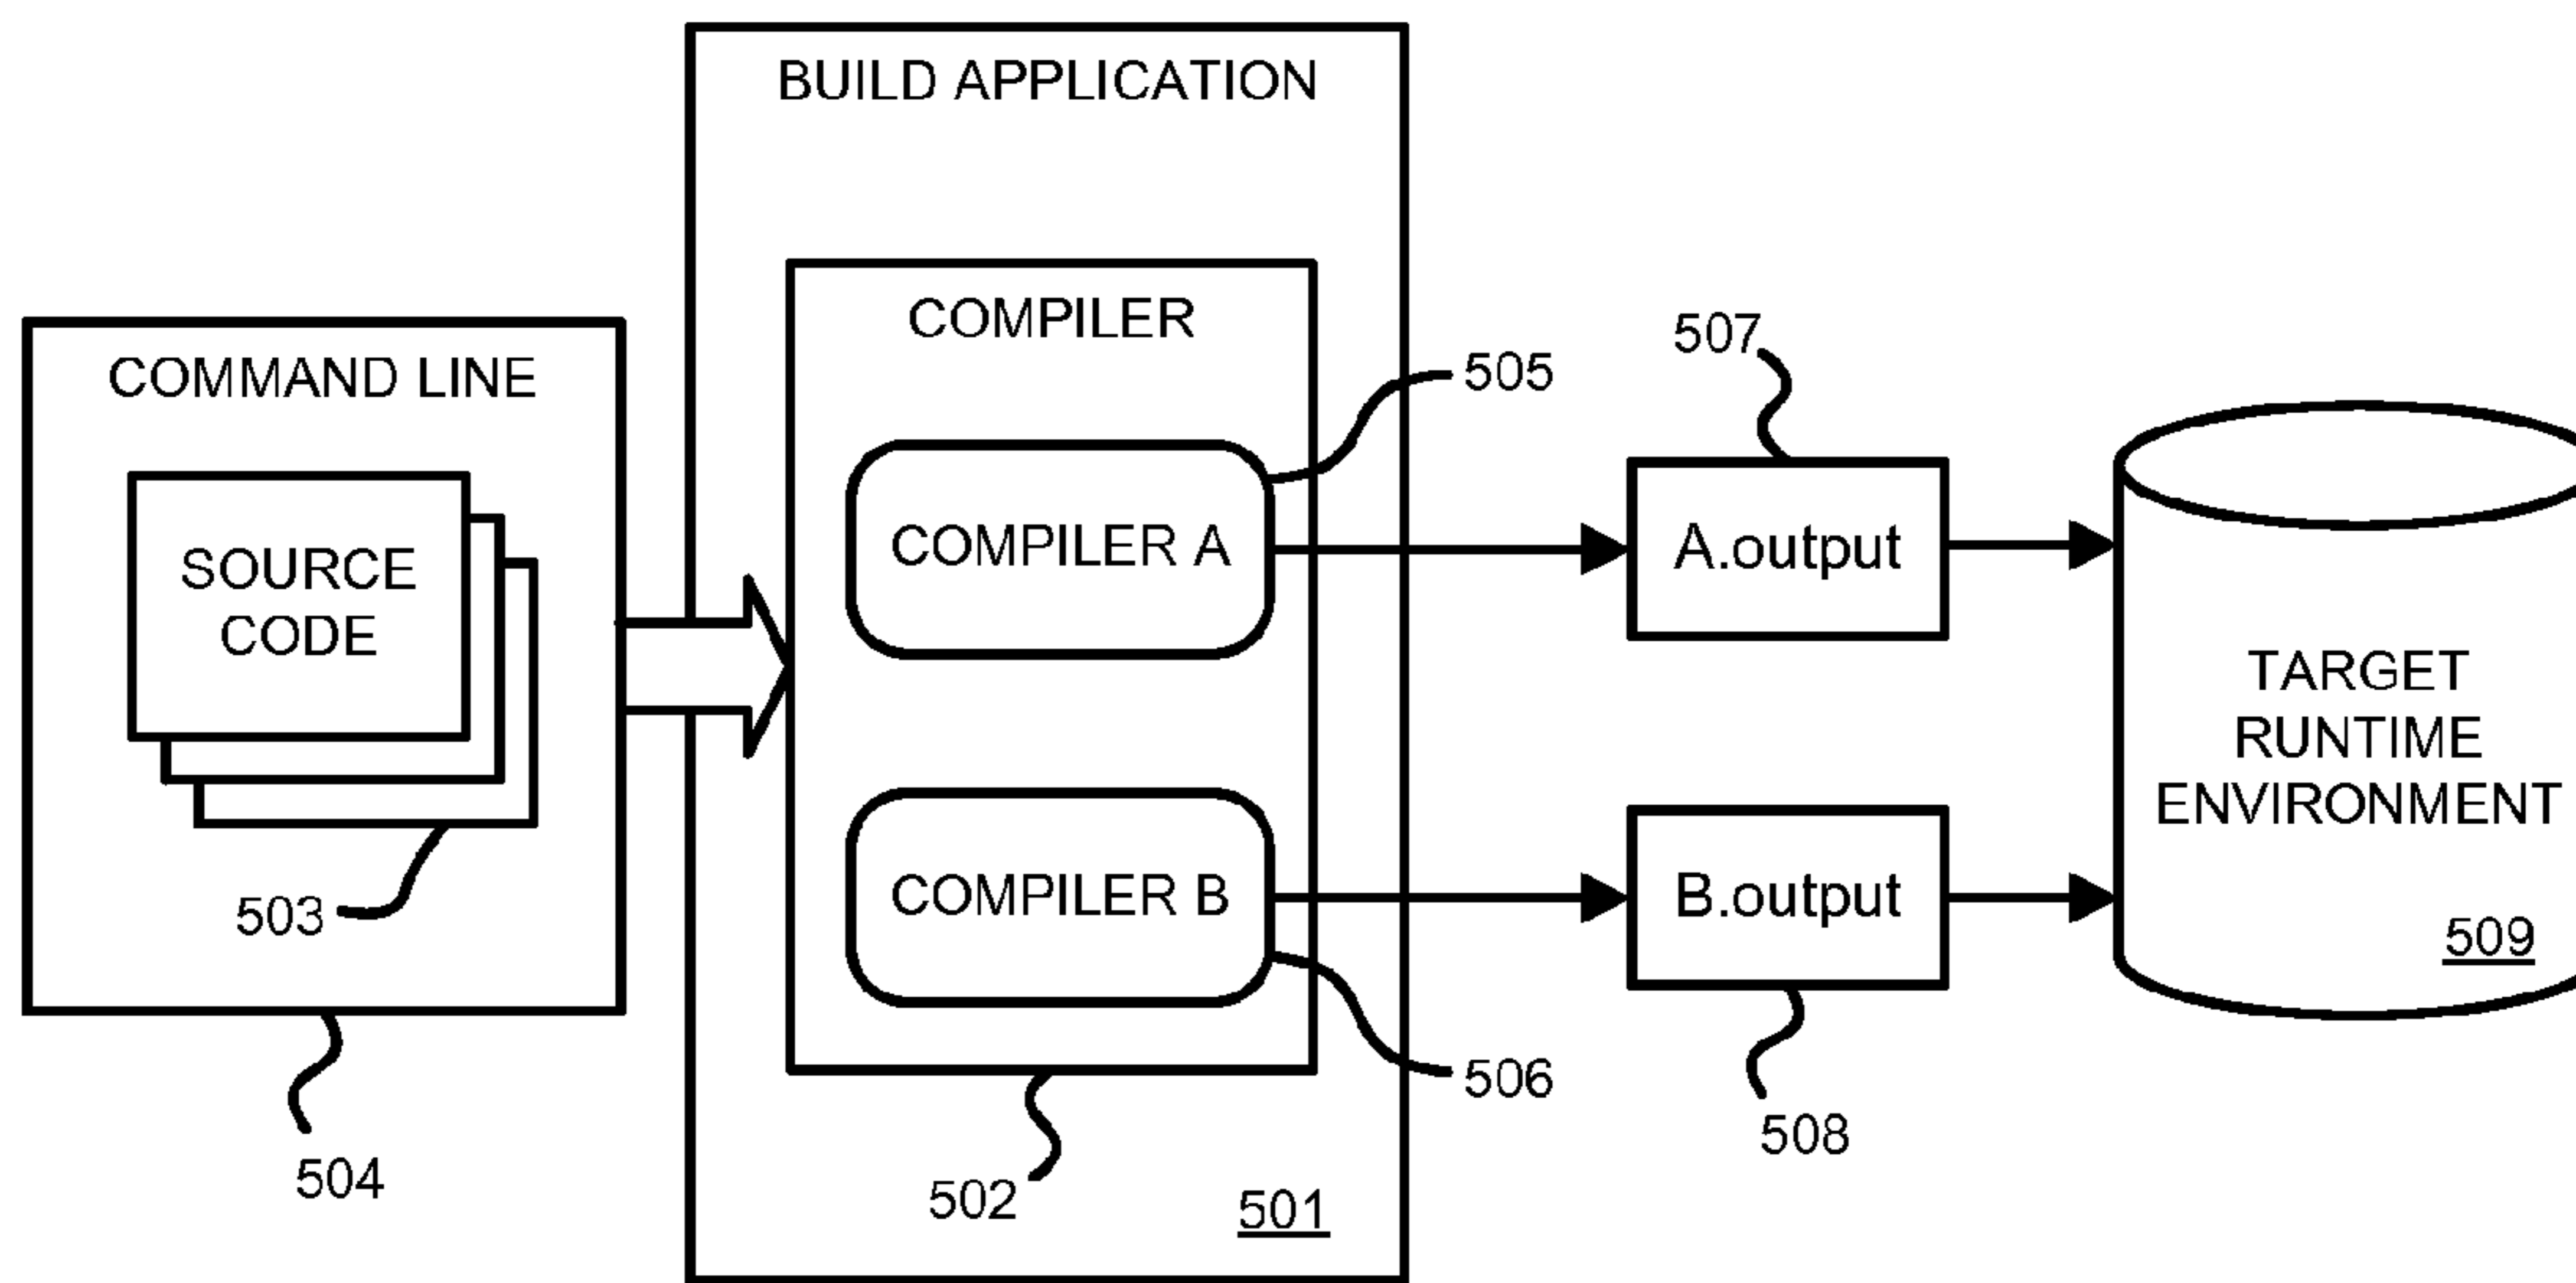 BUILD APPLICATION
COMMAND LINE
SOURCE
CODE
503
504
COMPILER
COMPILER A
505
COMPILER B
506
502
501
507
A.output
B.output
508
TARGET
RUNTIME
ENVIRONMENT
509